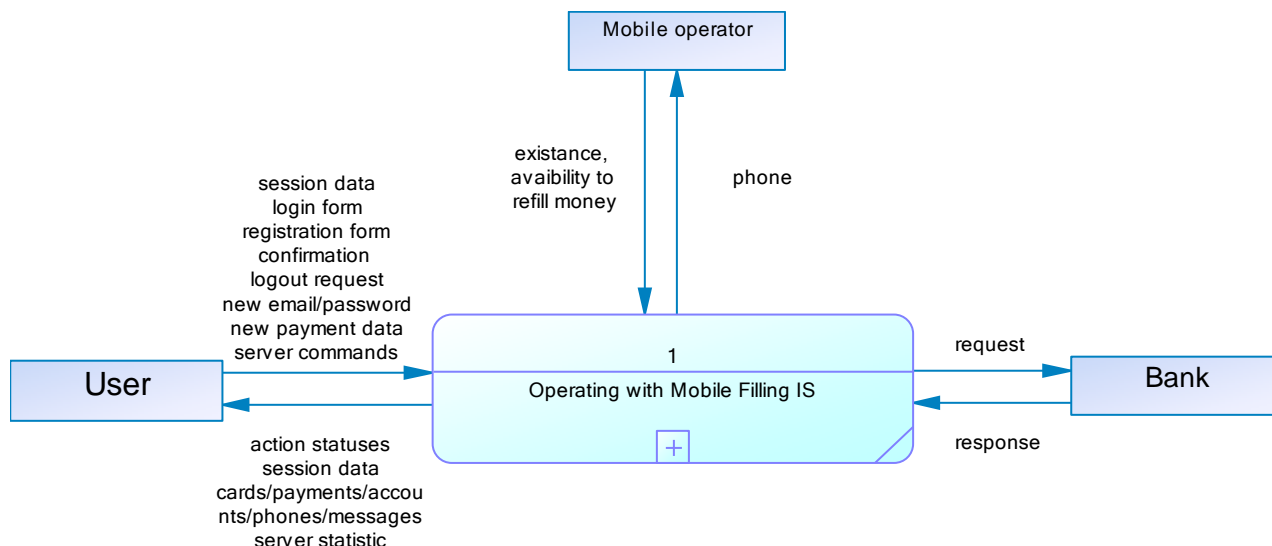 Mobile operator
existance,
avaibility to
refill money
phone
session data
login form
registration form
confirmation
logout request
new email/password
new payment data
server commands
User
1
Operating with Mobile Filling IS
request
Bank
response
action statuses
session data
cards/payments/accou
nts/phones/messages
server statistic